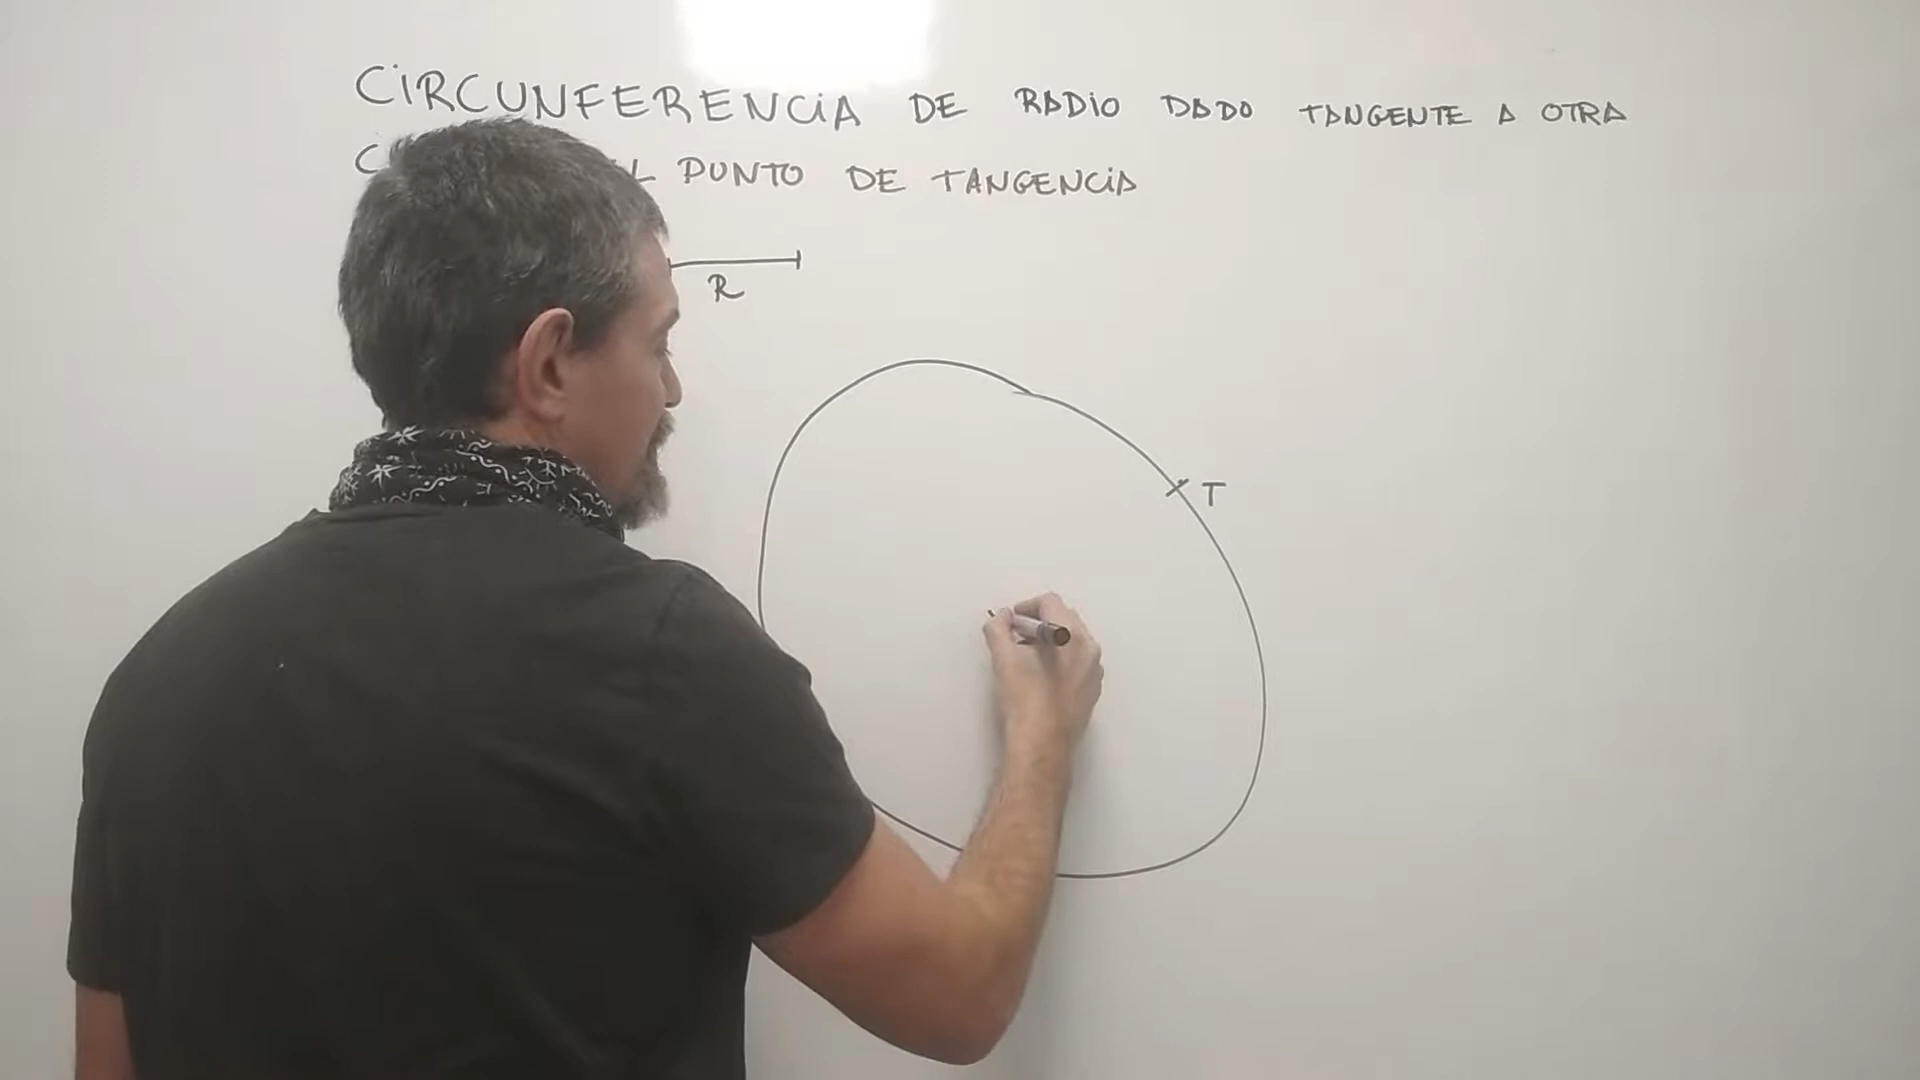 CIRCUNFERENCIA DE RADIO DADO TANGENTE A OTRA
PUNTO DE TANGENCIA
R
T